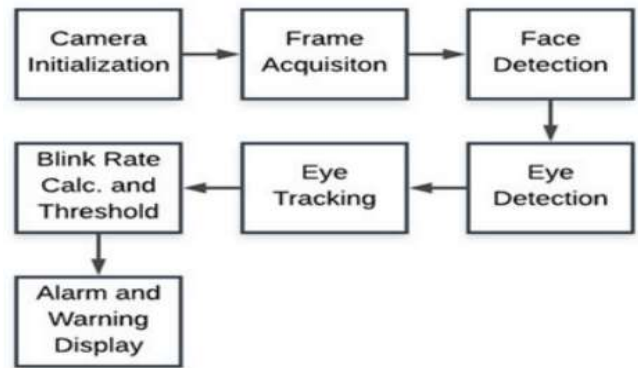 Camera
Initialization
Frame
Acquisiton
Face
Detection
Eye
Detection
Eye
Tracking
Blink Rate
Calc. and
Threshold
Alarm and
Warning
Display